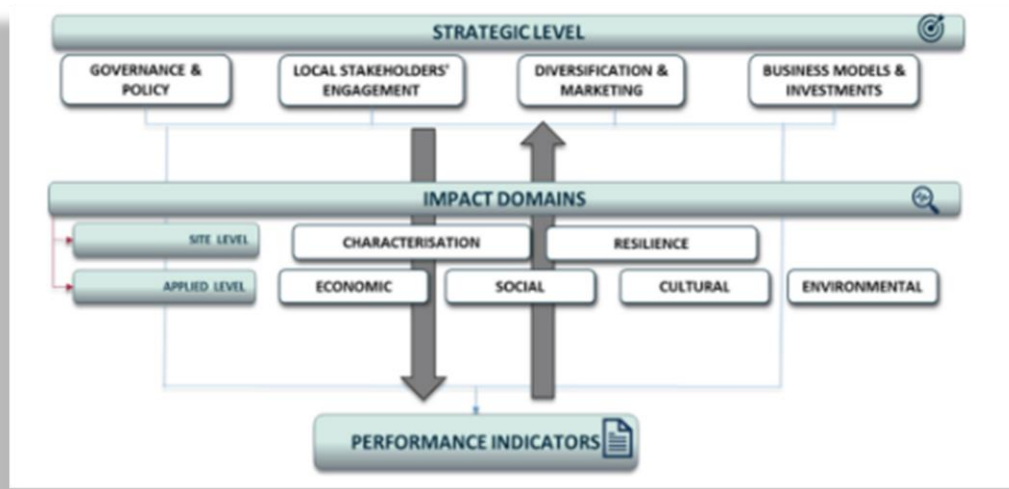 STRATEGIC LEVEL
GOVERNANCE &
POLICY
LOCAL STAKEHOLDERS'
ENGAGEMENT
DIVERSIFICATION &
MARKETING
BUSINESS MODELS &
INVESTMENTS
IMPACT DOMAINS
SITE LEVEL
CHARACTERISATION
RESILIENCE
APPLIED LEVEL
ECONOMIC
SOCIAL
CULTURAL
ENVIRONMENTAL
PERFORMANCE INDICATORS